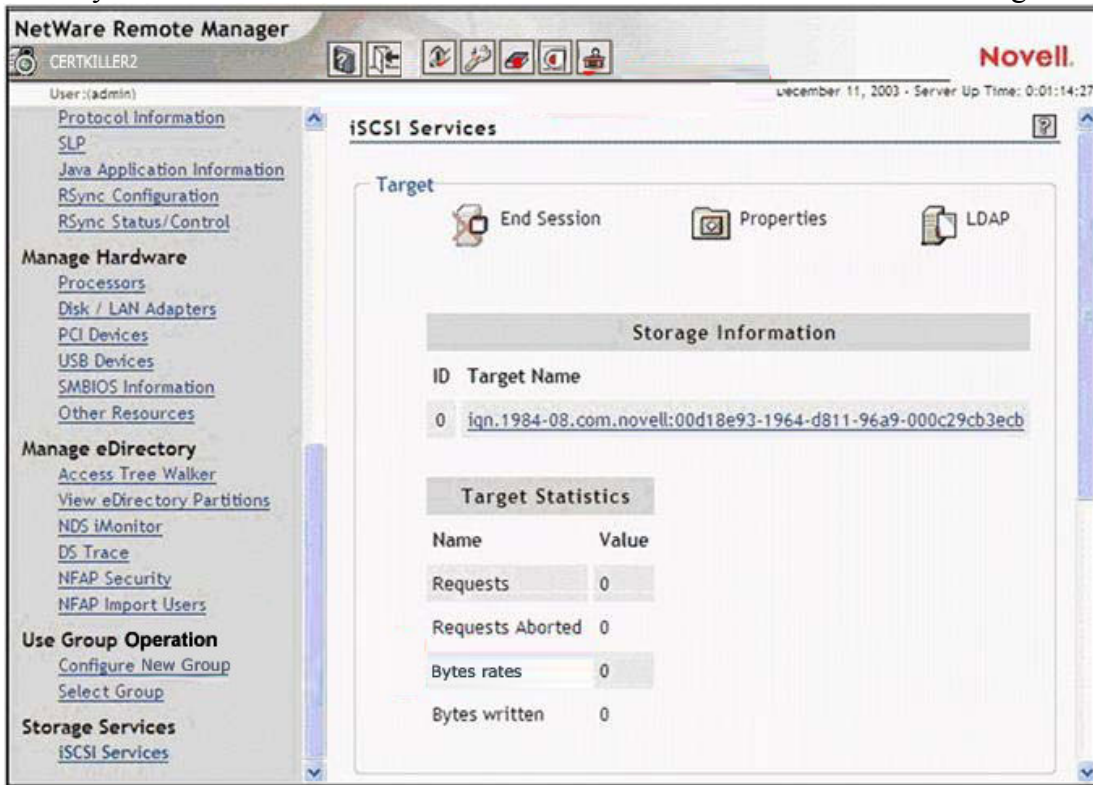 NetWare Remote Manager
CERTKILLER2
Novell.
User:(admin)
December 11, 2003 - Server Up Time: 0:01:14:27
Protocol Information
SLP
Java Application Information
RSync Configuration
RSync Status/Control
Manage Hardware
Processors
Disk / LAN Adapters
PCI Devices
USB Devices
SMBIOS Information
Other Resources
Manage eDirectory
Access Tree Walker
View eDirectory Partitions
NDS iMonitor
DS Trace
NFAP Security
NFAP Import Users
Use Group Operation
Configure New Group
Select Group
Storage Services
iSCSI Services
iSCSI Services
Target
End Session Properties LDAP
Storage Information
ID Target Name
0 iqn.1984-08.com.novell:00d18e93-1964-d811-96a9-000c29cb3ecb
Target Statistics
Name Value
Requests 0
Requests Aborted 0
Bytes rates 0
Bytes written 0